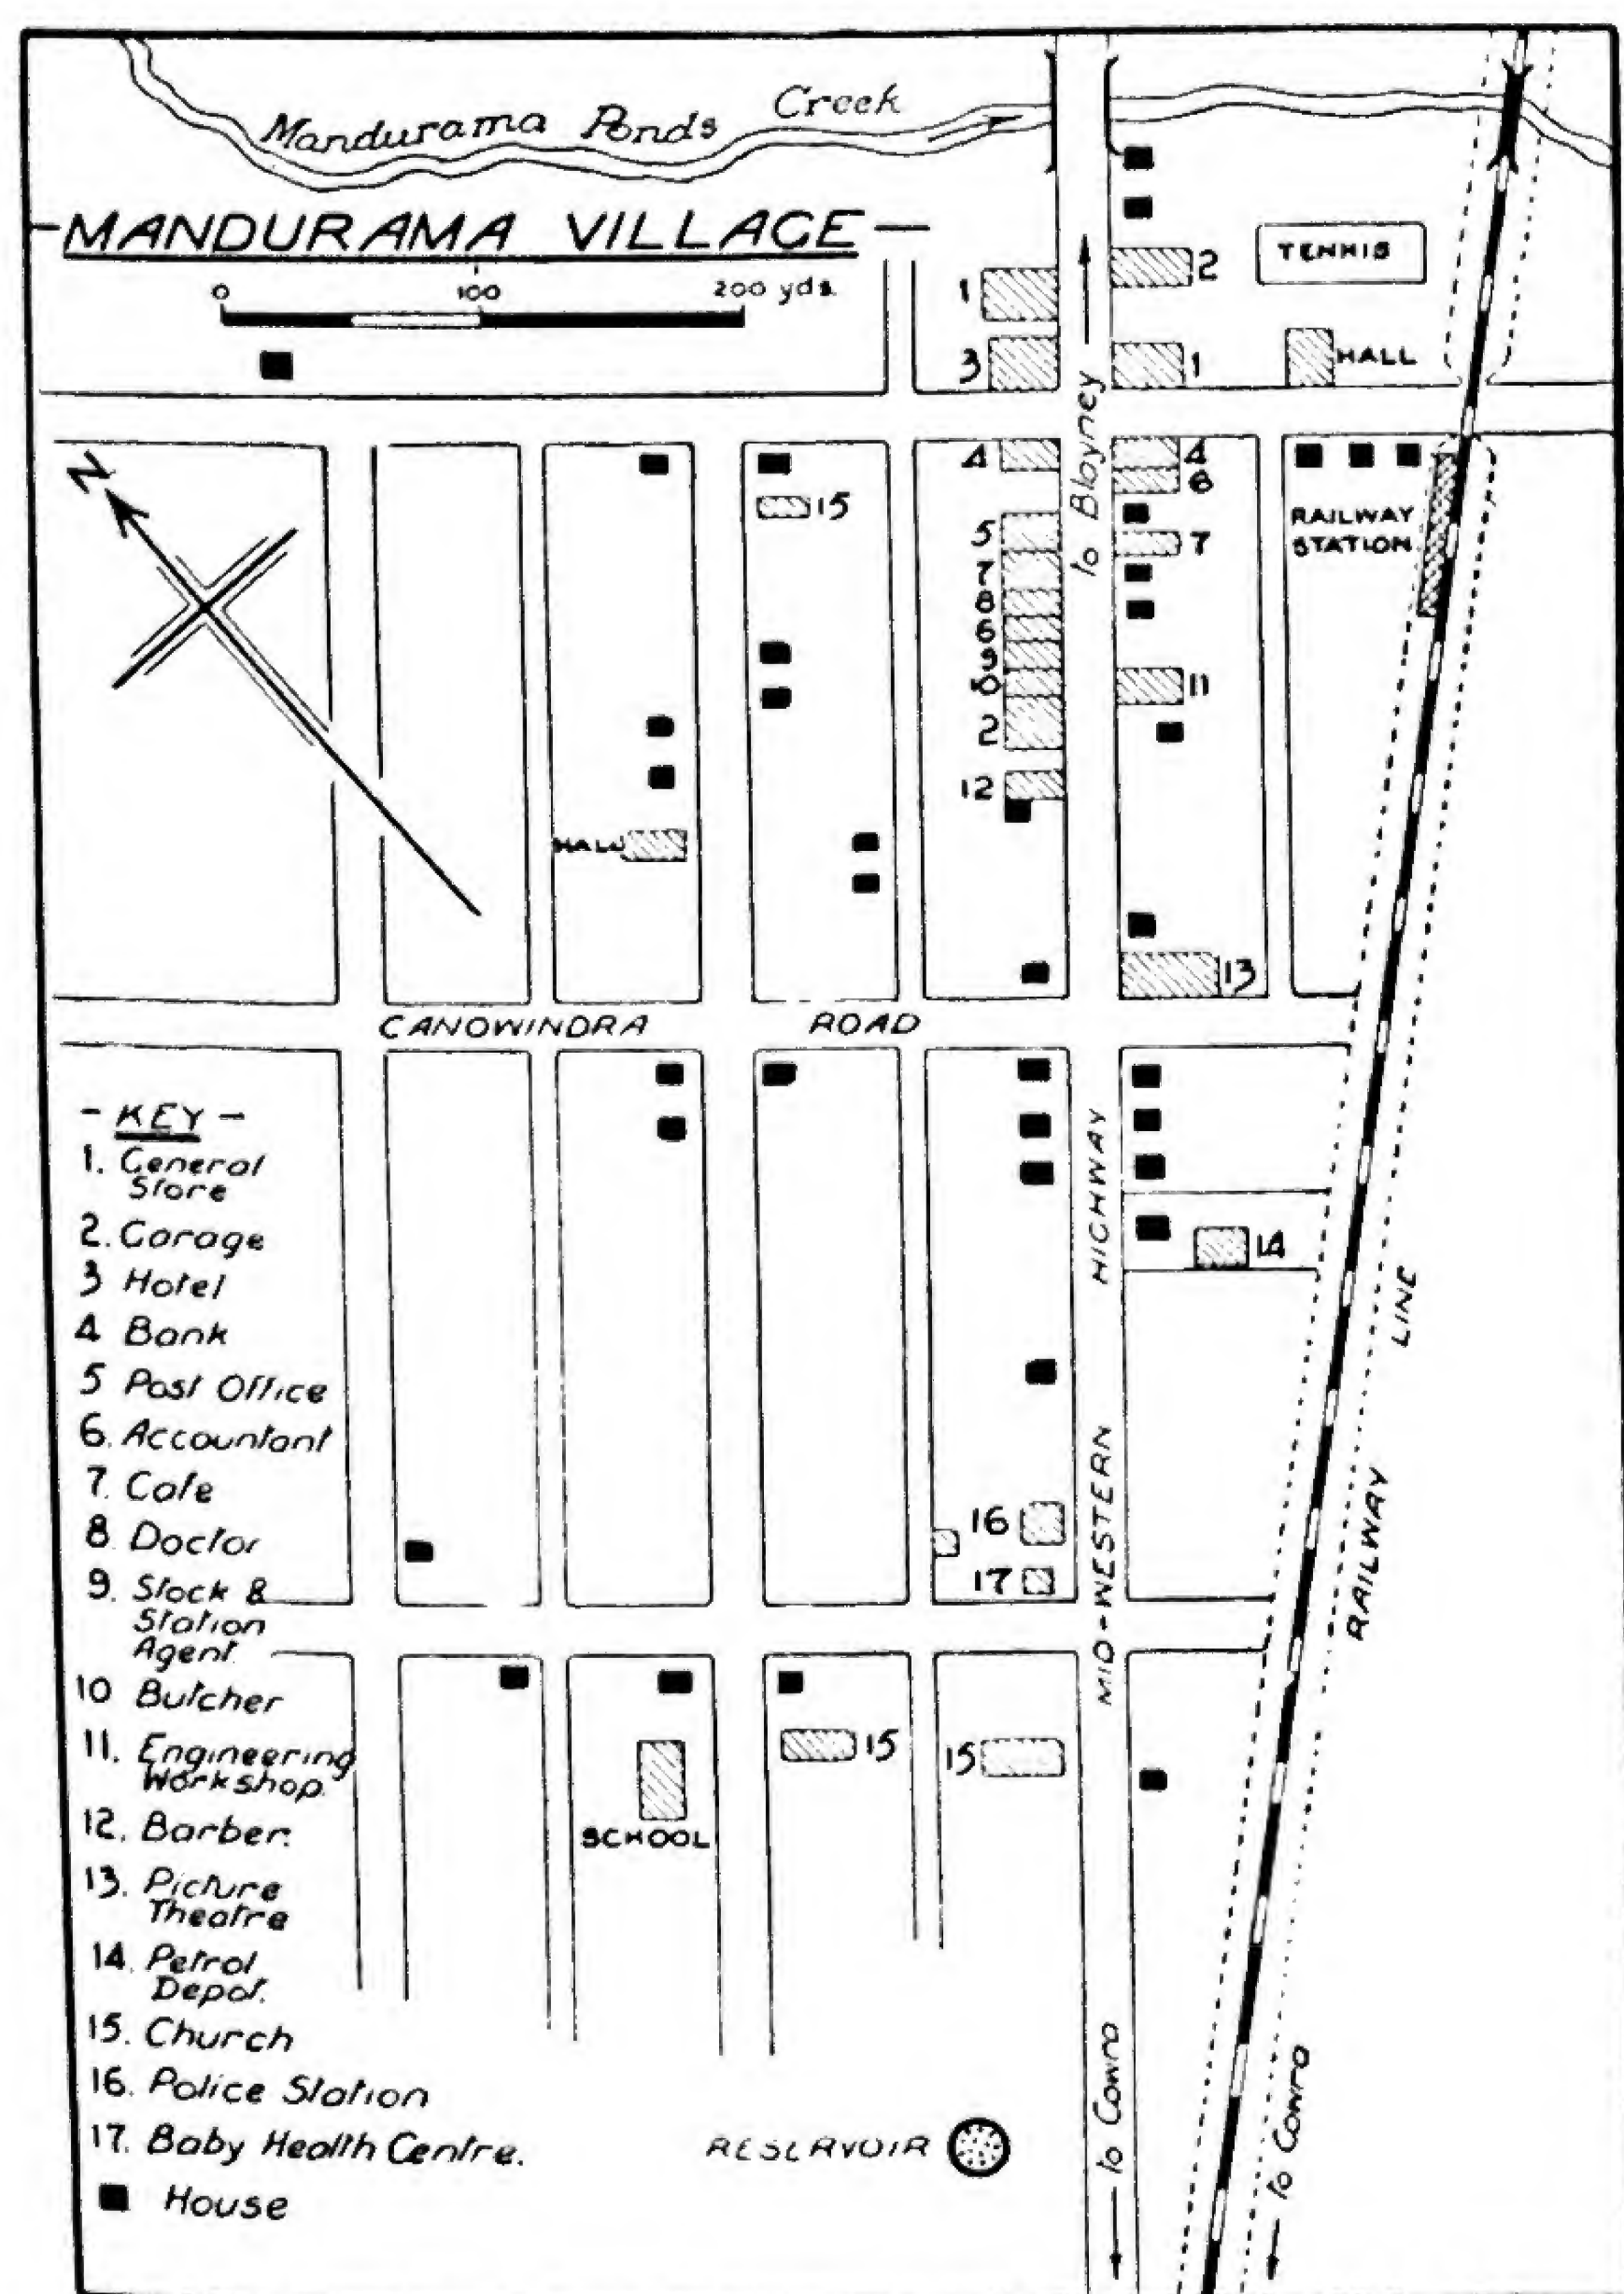 Mandurama Ponds Creek
-MANDURAMA VILLAGE-
0 100 200 yds.
TENNIS
1
2
3
1
HALL
N
to Blayney
4
4
6
15
5
7
RAILWAY
STATION
7
8
6
9
11
2
12
HALL
13
CANOWINDRA ROAD
- KEY -
1. General
Store
2. Garage
3 Hotel
4 Bank
5 Post Office
6. Accountant
7. Cafe
8 Doctor
9. Stock &
Station
Agent
10 Butcher
11. Engineering
Workshop.
12. Barber.
13. Picture
Theatre
14. Petrol
Depot.
15. Church
16. Police Station
17. Baby Health Centre.
House
MID-WESTERN HIGHWAY
14
RAILWAY LINE
16
17
15
15
SCHOOL
RESERVOIR
to Cowra
to Cowra